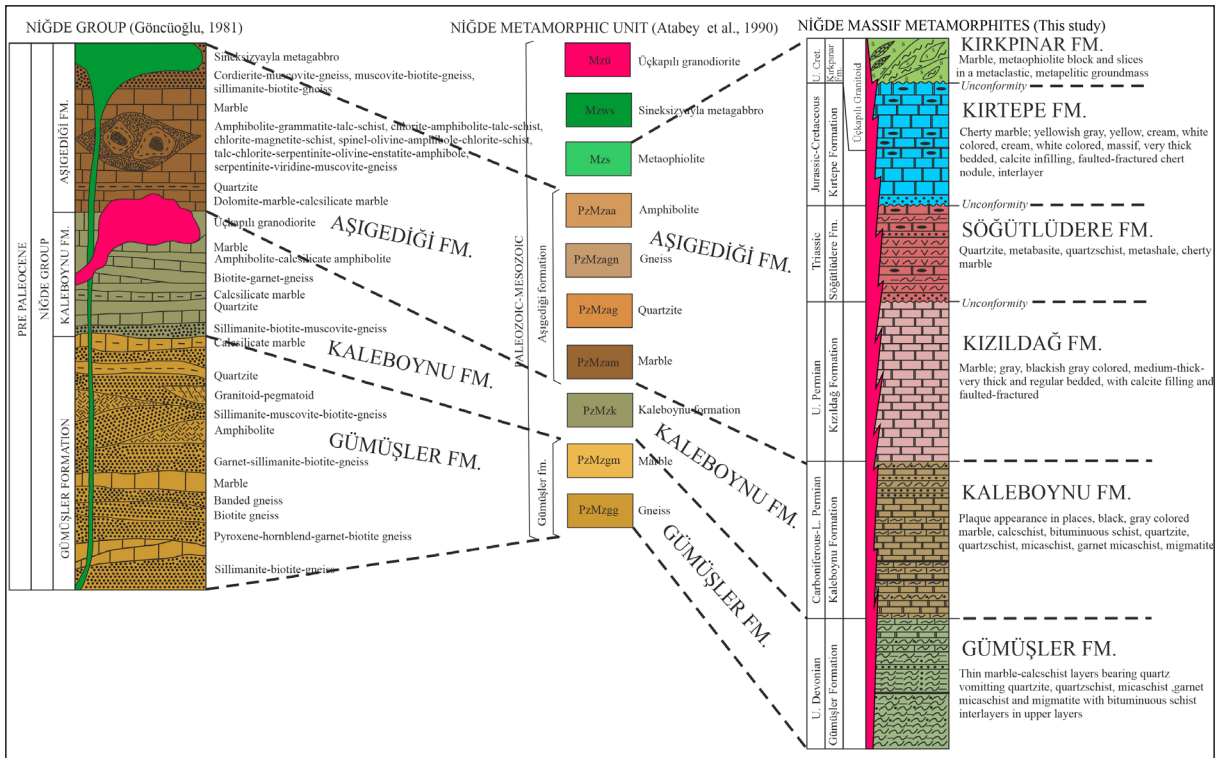 NİĞDE GROUP (Göncüoğlu, 1981)
PRE PALEOCENE
NİĞDE GROUP
AŞIGEDİĞİ FM.
KALEBOYNU FM.
GÜMÜŞLER FORMATION
Sineksizyayla metagabbro
Cordierite-muscovite-gneiss, muscovite-biotite-gneiss,
sillimanite-biotite-gneiss
Marble
Amphibolite-grammatite-talc-schist, chlorite-amphibolite-talc-schist,
chlorite-magnetite-schist, spinel-olivine-amphibole-chlorite-schist,
talc-chlorite-serpentinite-olivine-enstatite-amphibole,
serpentinite-viridine-muscovite-gneiss
Quartzite
Dolomite-marble-calcsilicate-marble
Üçkapılı granodiorite
Marble
Amphibolite-calcsilicate amphibolite
Biotite-garnet-gneiss
Calcsilicate marble
Quartzite
Sillimanite-biotite-muscovite-gneiss
Calcsilicate marble
Quartzite
Granitoid-pegmatoid
Sillimanite-muscovite-biotite-gneiss
Amphibolite
Garnet-sillimanite-biotite-gneiss
Marble
Banded gneiss
Biotite gneiss
Pyroxene-hornblend-garnet-biotite gneiss
Sillimanite-biotite-gneiss
AŞIGEDİĞİ FM.
KALEBOYNU FM.
GÜMÜŞLER FM.
NİĞDE METAMORPHIC UNIT (Atabey et al., 1990)
PALEOZOIC-MESOZOIC
Aşıgediği formation
Gümüşler fm.
Mzü Üçkapılı granodiorite
Mzws Sineksizyayla metagabbro
Mzs Metaophiolite
PzMzaa Amphibolite
PzMzagn Gneiss
PzMzag Quartzite
PzMzam Marble
PzMzk Kaleboynu formation
PzMzgm Marble
PzMzgg Gneiss
AŞIGEDİĞİ FM.
KALEBOYNU FM.
GÜMÜŞLER FM.
NİĞDE MASSIF METAMORPHITES (This study)
U. Cret.
Kırkpınar Fm.
Üçkapılı Granitoid
Jurassic-Cretaceous
Kırtepe Formation
Triassic
Söğütlüdere Fm.
U. Permian
Kızıldağ Formation
Carboniferous-L. Permian
Kaleboynu Formation
U. Devonian
Gümüşler Formation
KIRKPINAR FM.
Marble, metaophiolite block and slices
in a metaclastic, metapelitic groundmass
Unconformity
KIRTEPE FM.
Cherty marble; yellowish gray, yellow, cream, white
colored, cream, white colored, massif, very thick
bedded, calcite infilling, faulted-fractured chert
nodule, interlayer
Unconformity
SÖĞÜTLÜDERE FM.
Quartzite, metabasite, quartzschist, metashale, cherty
marble
Unconformity
KIZILDAĞ FM.
Marble; gray, blackish gray colored, medium-thick-
very thick and regular bedded, with calcite filling and
faulted-fractured
KALEBOYNU FM.
Plaque appearance in places, black, gray colored
marble, calcschist, bituminuous schist, quartzite,
quartzschist, micaschist, garnet micaschist, migmatite
GÜMÜŞLER FM.
Thin marble-calcschist layers bearing quartz
vomitting quartzite, quartzschist, micaschist ,garnet
micaschist and migmatite with bituminuous schist
interlayers in upper layers